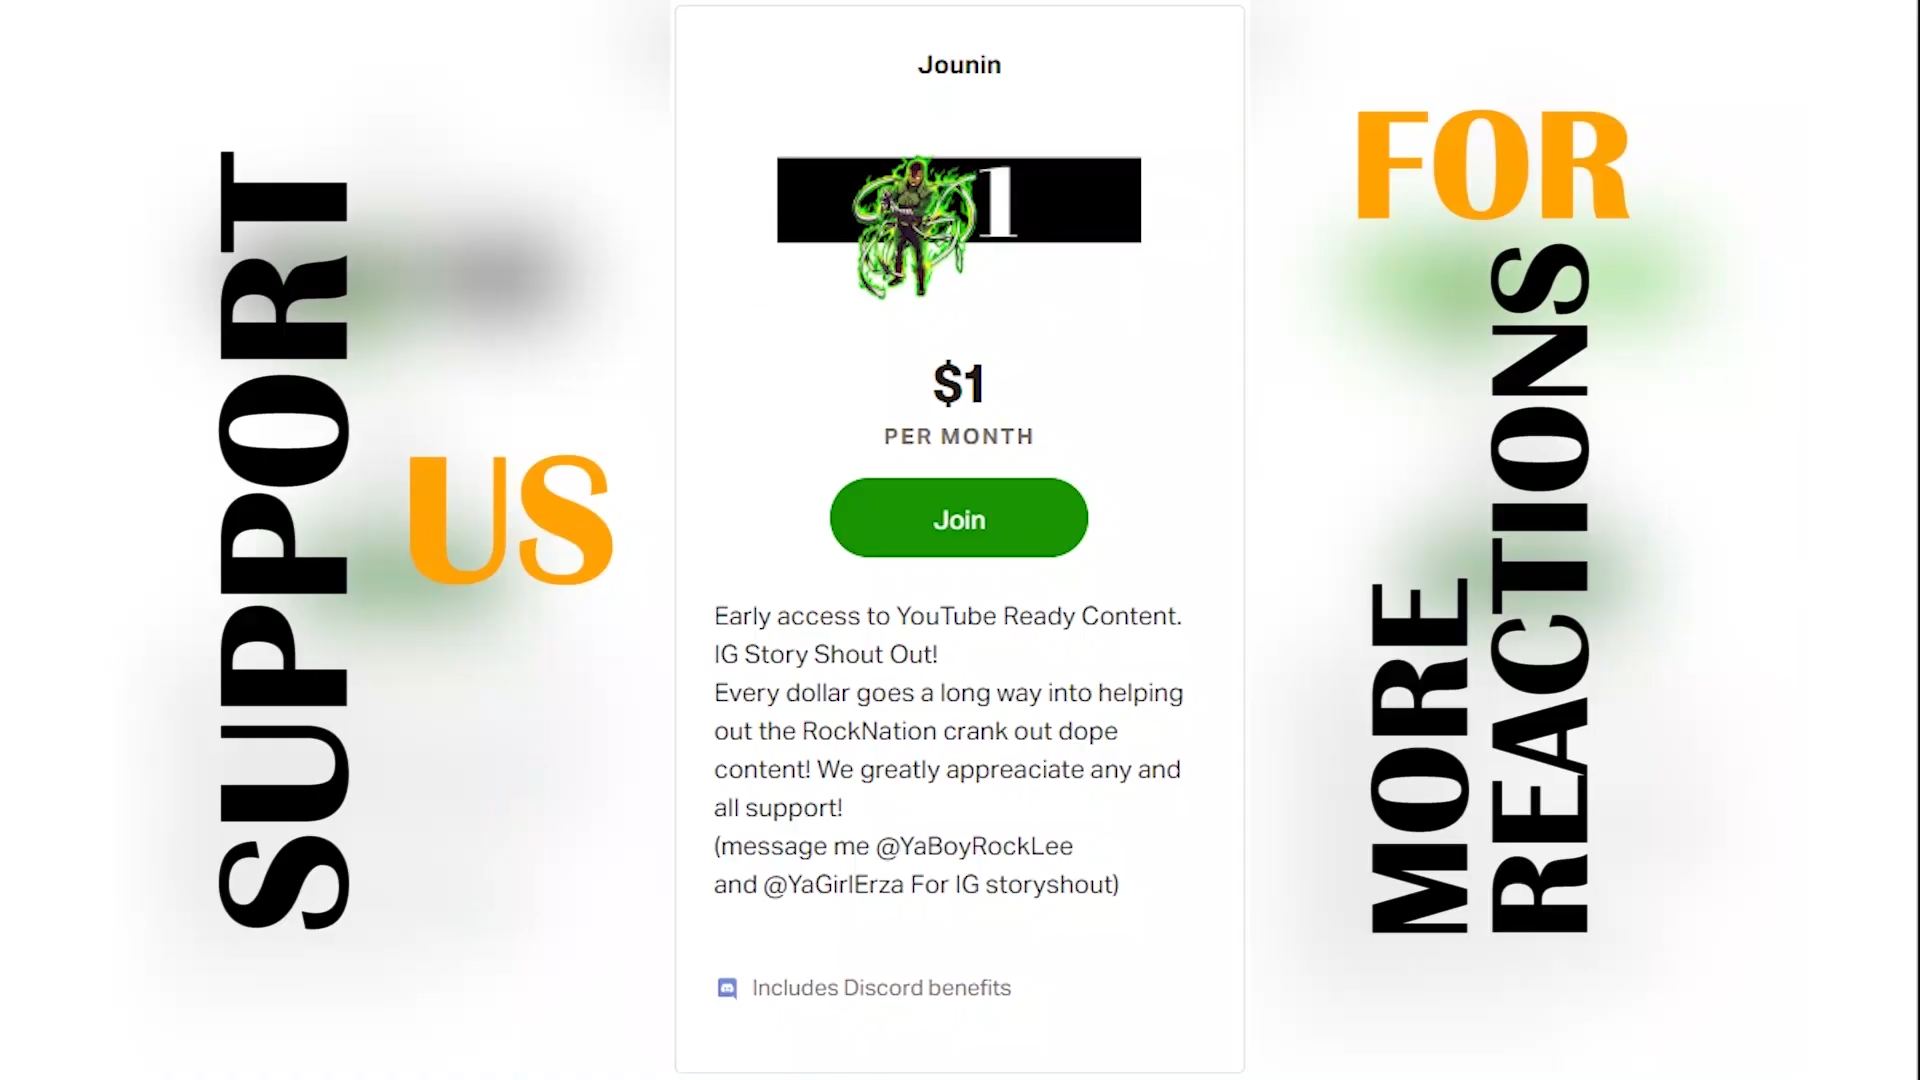 SUPPORT
US
Jounin
1
$1
PER MONTH
Join
Early access to YouTube Ready Content.
IG Story Shout Out!
Every dollar goes a long way into helping
out the RockNation crank out dope
content! We greatly appreaciate any and
all support!
(message me @YaBoyRockLee
and @YaGirlErza For IG storyshout)
Includes Discord benefits
FOR
MORE
REACTIONS